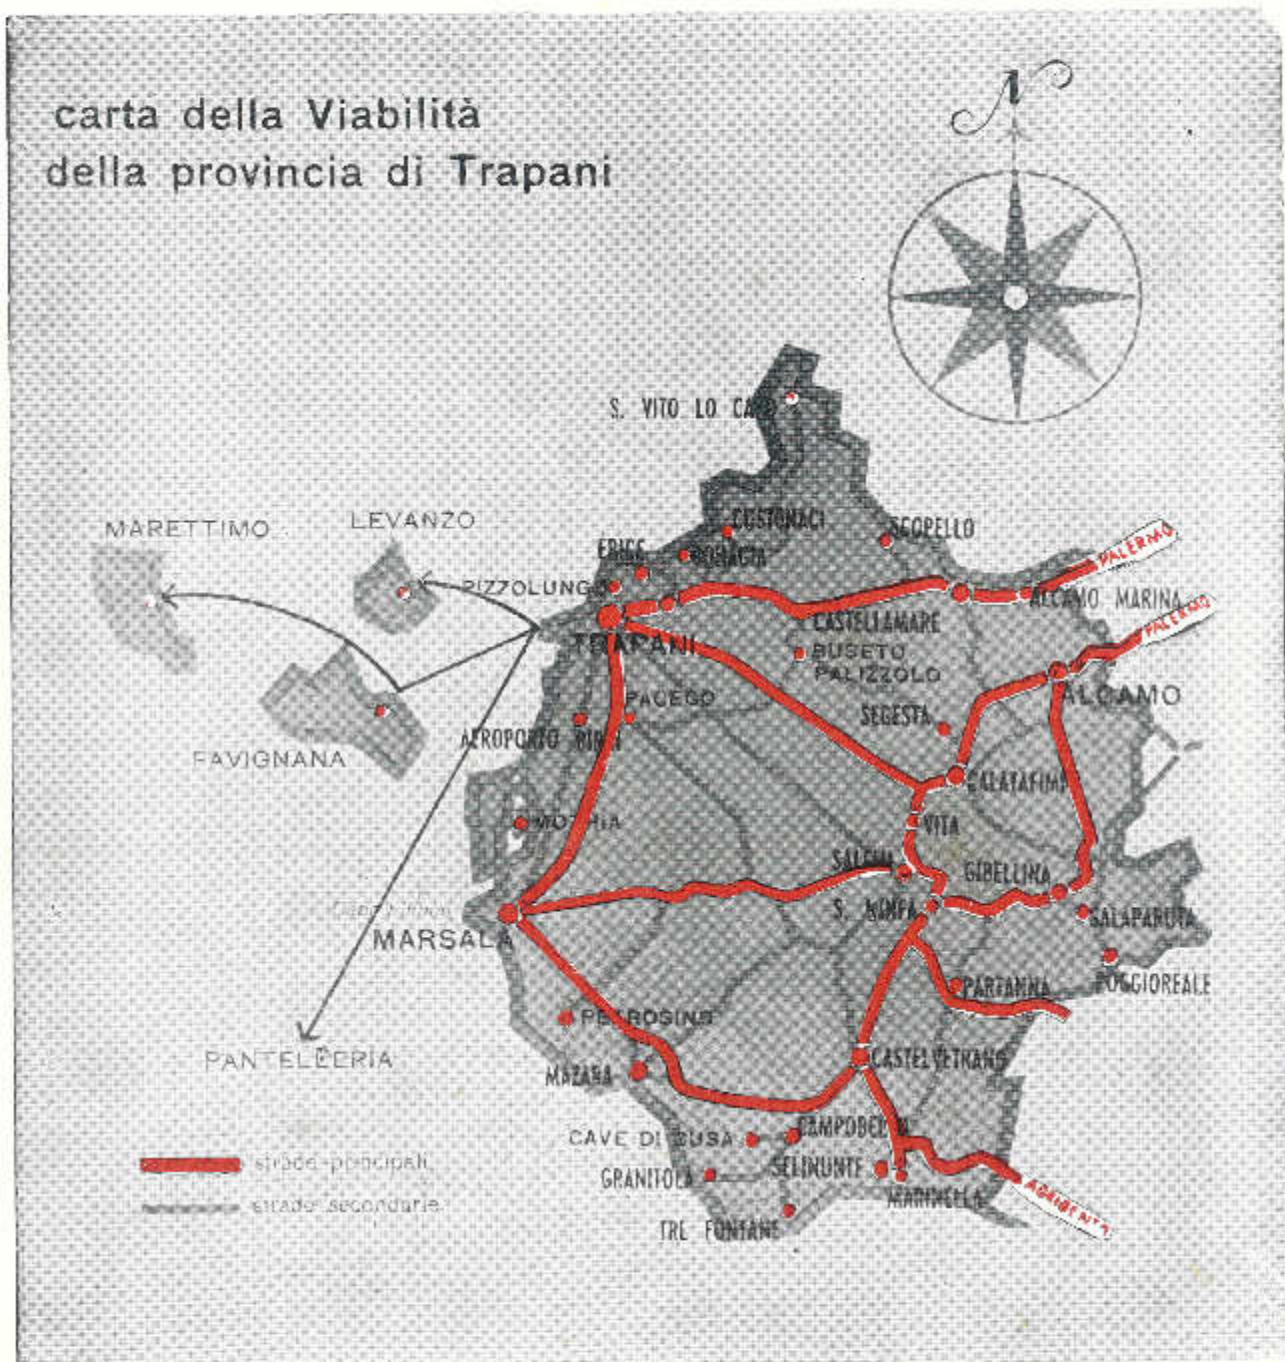 carta della Viabilità
della provincia di Trapani
N
S. VITO LO CAPO
MARETTIMO
LEVANZO
CUSTONACI
SCOPELLO
ERICE
BONAGIA
PALERMO
PIZZOLUNGO
ALCAMO MARINA
PALERMO
CASTELLAMARE
TRAPANI
BUSETO
PALIZZOLO
ALCAMO
PACECO
SEGESTA
AEROPORTO BIRGI
FAVIGNANA
CALATAFIMI
MOTHIA
VITA
SALEMI
GIBELLINA
S. NINFA
SALAPARUTA
MARSALA
PARTANNA
POGGIOREALE
PETROSINO
PANTELLERIA
CASTELVETRANO
MAZARA
CAVE DI CUSA
CAMPOBELLO
strade principali
GRANITOLA
SELINUNTE
MARINELLA
AGRIGENTO
strade secondarie
TRE FONTANE